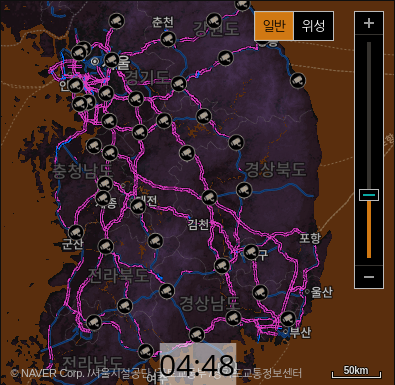 춘천
강원도
일반 위성
서울
경기도
충청남도
경상북도
김천
군산
포항
전라북도
경상남도
울산
부산
전라남도
04:48
© NAVER Corp. /서울시설공단
교통정보센터
50km